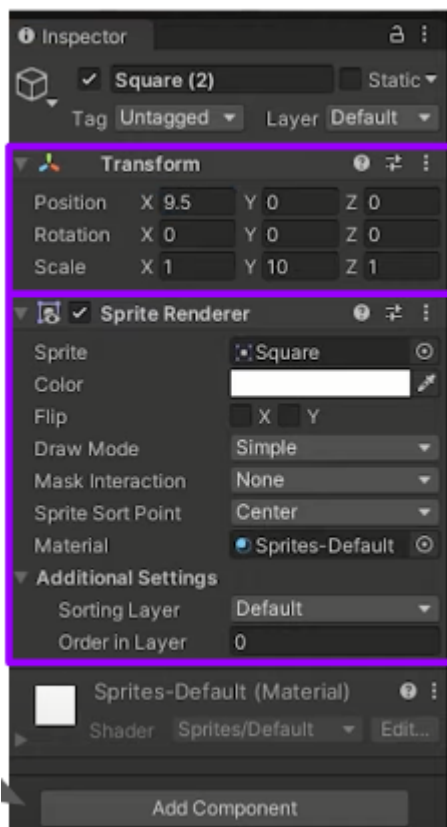 Inspector
Square (2) Static
Tag Untagged Layer Default
Transform
Position X 9.5 Y 0 Z 0
Rotation X 0 Y 0 Z 0
Scale X 1 Y 10 Z 1
Sprite Renderer
Sprite Square
Color
Flip X Y
Draw Mode Simple
Mask Interaction None
Sprite Sort Point Center
Material Sprites-Default
Additional Settings
Sorting Layer Default
Order in Layer 0
Sprites-Default (Material)
Shader Sprites/Default Edit...
Add Component